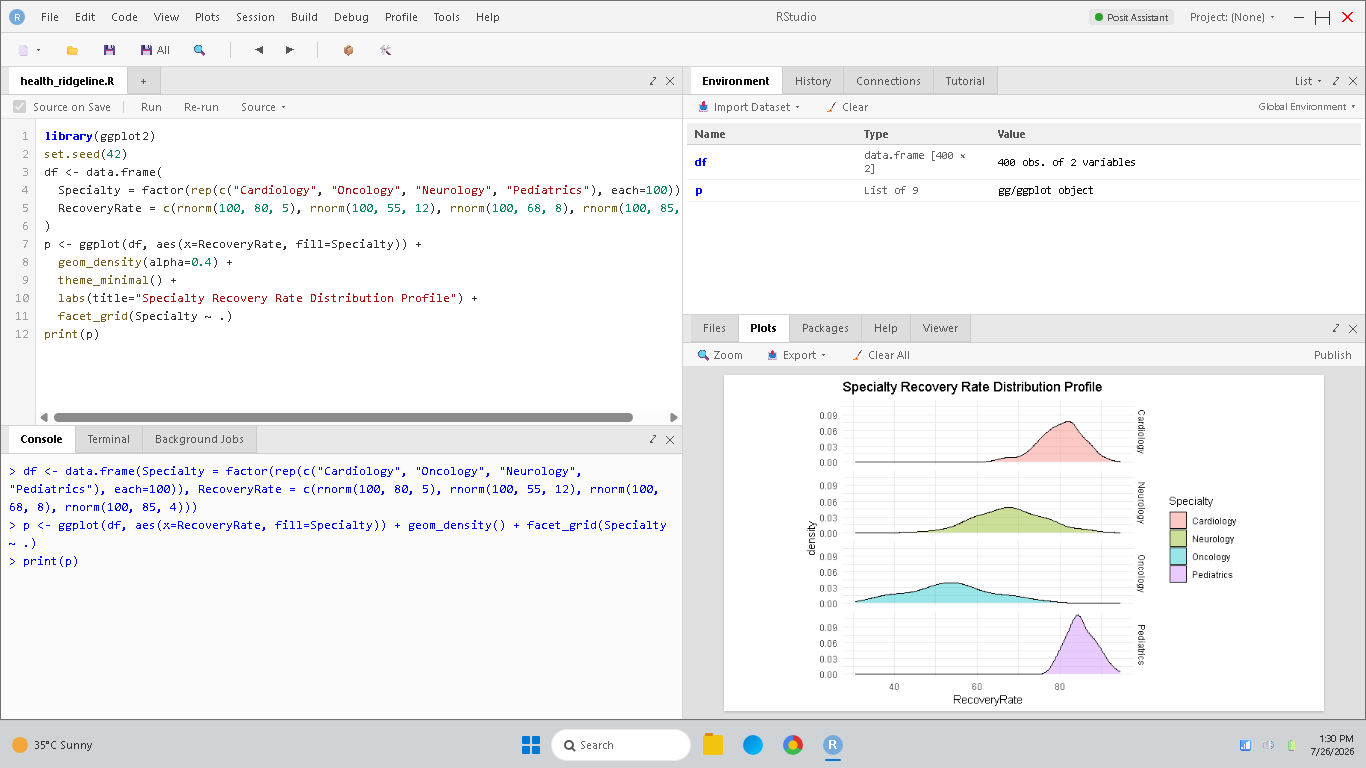 R File Edit Code View Plots Session Build Debug Profile Tools Help RStudio Posit Assistant Project: (None)
All
health_ridgeline.R +
Source on Save Run Re-run Source
1 library(ggplot2)
2 set.seed(42)
3 df <- data.frame(
4 Specialty = factor(rep(c("Cardiology", "Oncology", "Neurology", "Pediatrics"), each=100))
5 RecoveryRate = c(rnorm(100, 80, 5), rnorm(100, 55, 12), rnorm(100, 68, 8), rnorm(100, 85,
6 )
7 p <- ggplot(df, aes(x=RecoveryRate, fill=Specialty)) +
8 geom_density(alpha=0.4) +
9 theme_minimal() +
10 labs(title="Specialty Recovery Rate Distribution Profile") +
11 facet_grid(Specialty ~ .)
12 print(p)
Console Terminal Background Jobs
> df <- data.frame(Specialty = factor(rep(c("Cardiology", "Oncology", "Neurology",
"Pediatrics"), each=100)), RecoveryRate = c(rnorm(100, 80, 5), rnorm(100, 55, 12), rnorm(100,
68, 8), rnorm(100, 85, 4)))
> p <- ggplot(df, aes(x=RecoveryRate, fill=Specialty)) + geom_density() + facet_grid(Specialty
~ .)
> print(p)
Environment History Connections Tutorial List
Import Dataset Clear Global Environment
Name Type Value
df data.frame [400 × 2] 400 obs. of 2 variables
p List of 9 gg/ggplot object
Files Plots Packages Help Viewer
Zoom Export Clear All Publish
Specialty Recovery Rate Distribution Profile
0.09
0.06
0.03
0.00
Cardiology
0.09
0.06
0.03
0.00
Neurology
0.09
0.06
0.03
0.00
Oncology
0.09
0.06
0.03
0.00
Pediatrics
density
40 60 80
RecoveryRate
Specialty
Cardiology
Neurology
Oncology
Pediatrics
35°C Sunny Search R 1:30 PM
7/26/2026